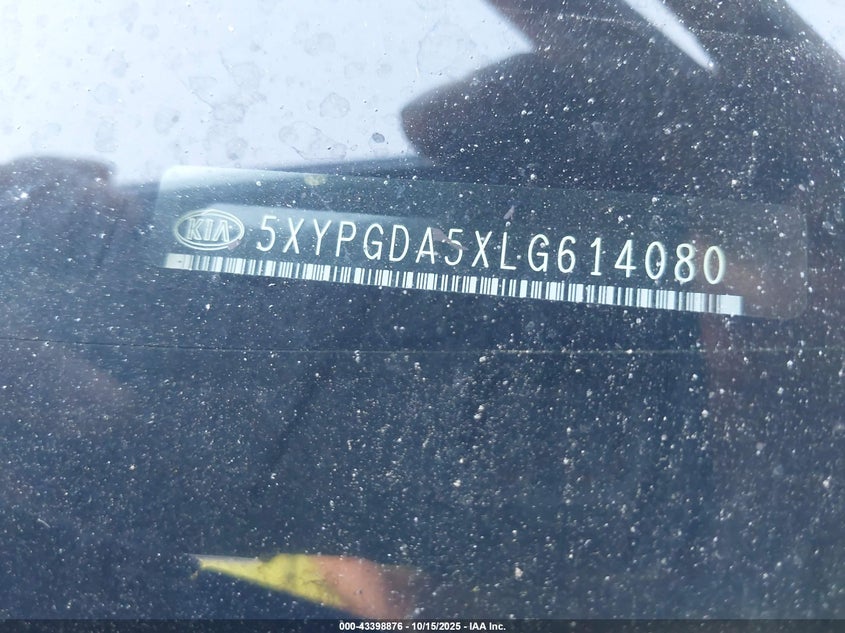 KIA 5XYPGDA5XLG614080
000-43398876 - 10/15/2025 - IAA Inc.